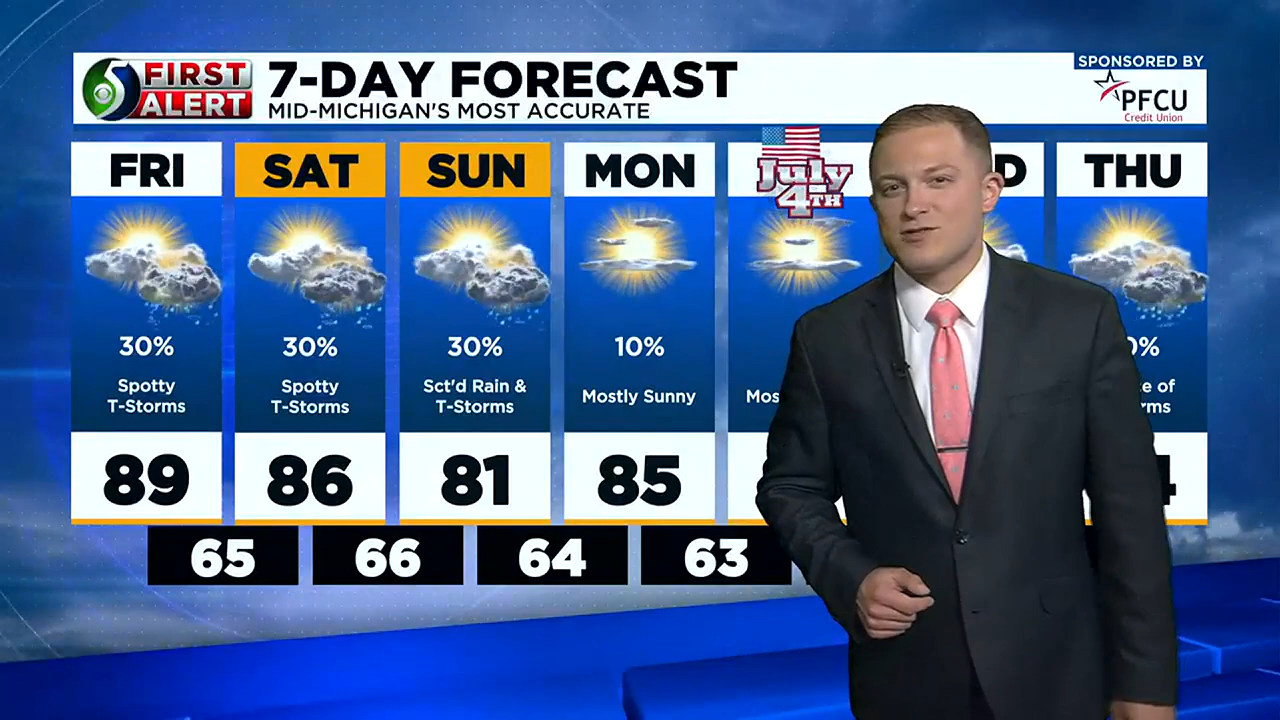 5 FIRST ALERT
7-DAY FORECAST
MID-MICHIGAN'S MOST ACCURATE
SPONSORED BY
PFCU
Credit Union
FRI SAT SUN MON THU
July
4TH
30% 30% 30% 10%
Spotty
T-Storms
Spotty
T-Storms
Sct'd Rain &
T-Storms
Mostly Sunny
89 86 81 85
65 66 64 63